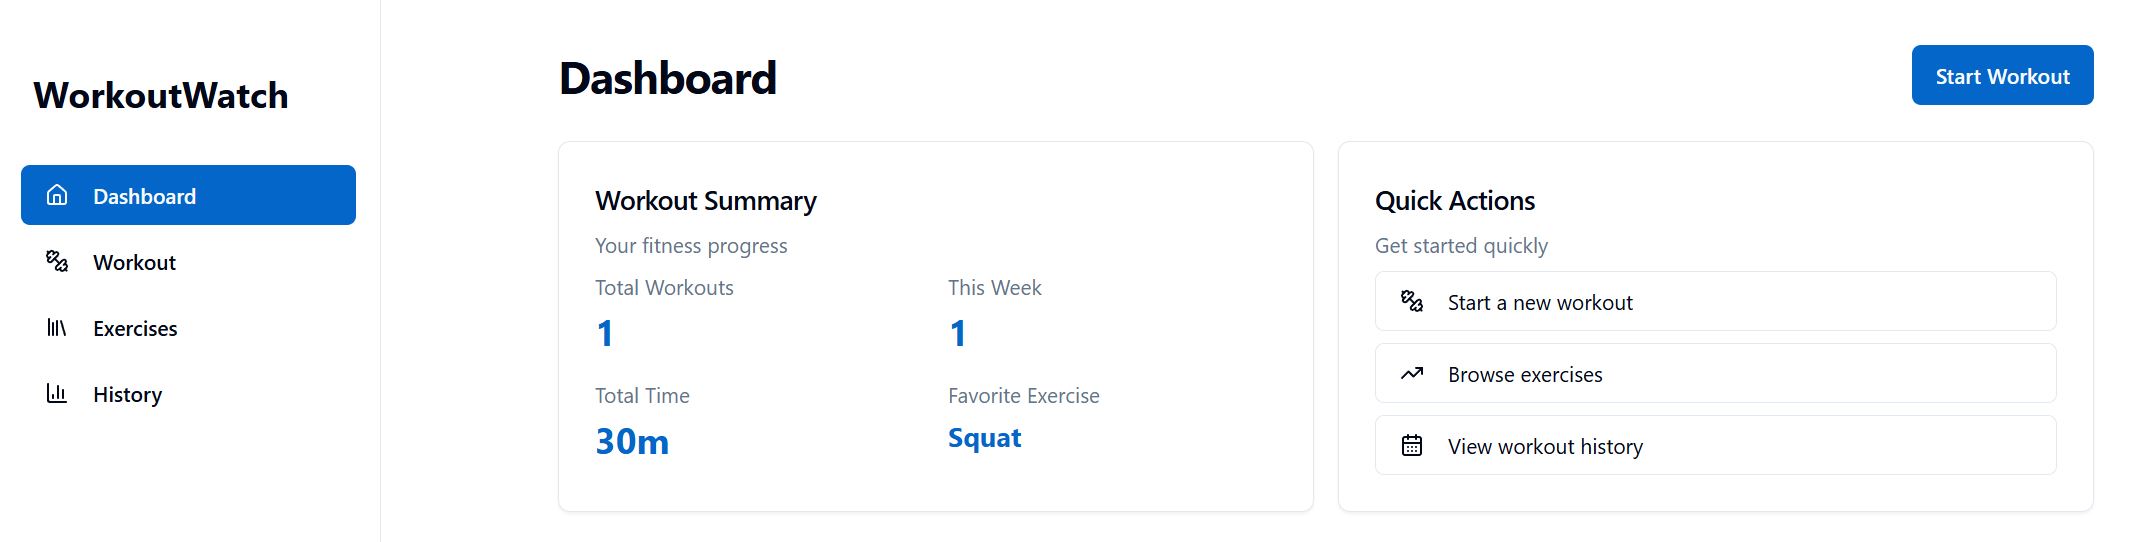 WorkoutWatch
Dashboard
Workout
Exercises
History
Dashboard
Start Workout
Workout Summary
Your fitness progress
Total Workouts
1
This Week
1
Total Time
30m
Favorite Exercise
Squat
Quick Actions
Get started quickly
Start a new workout
Browse exercises
View workout history